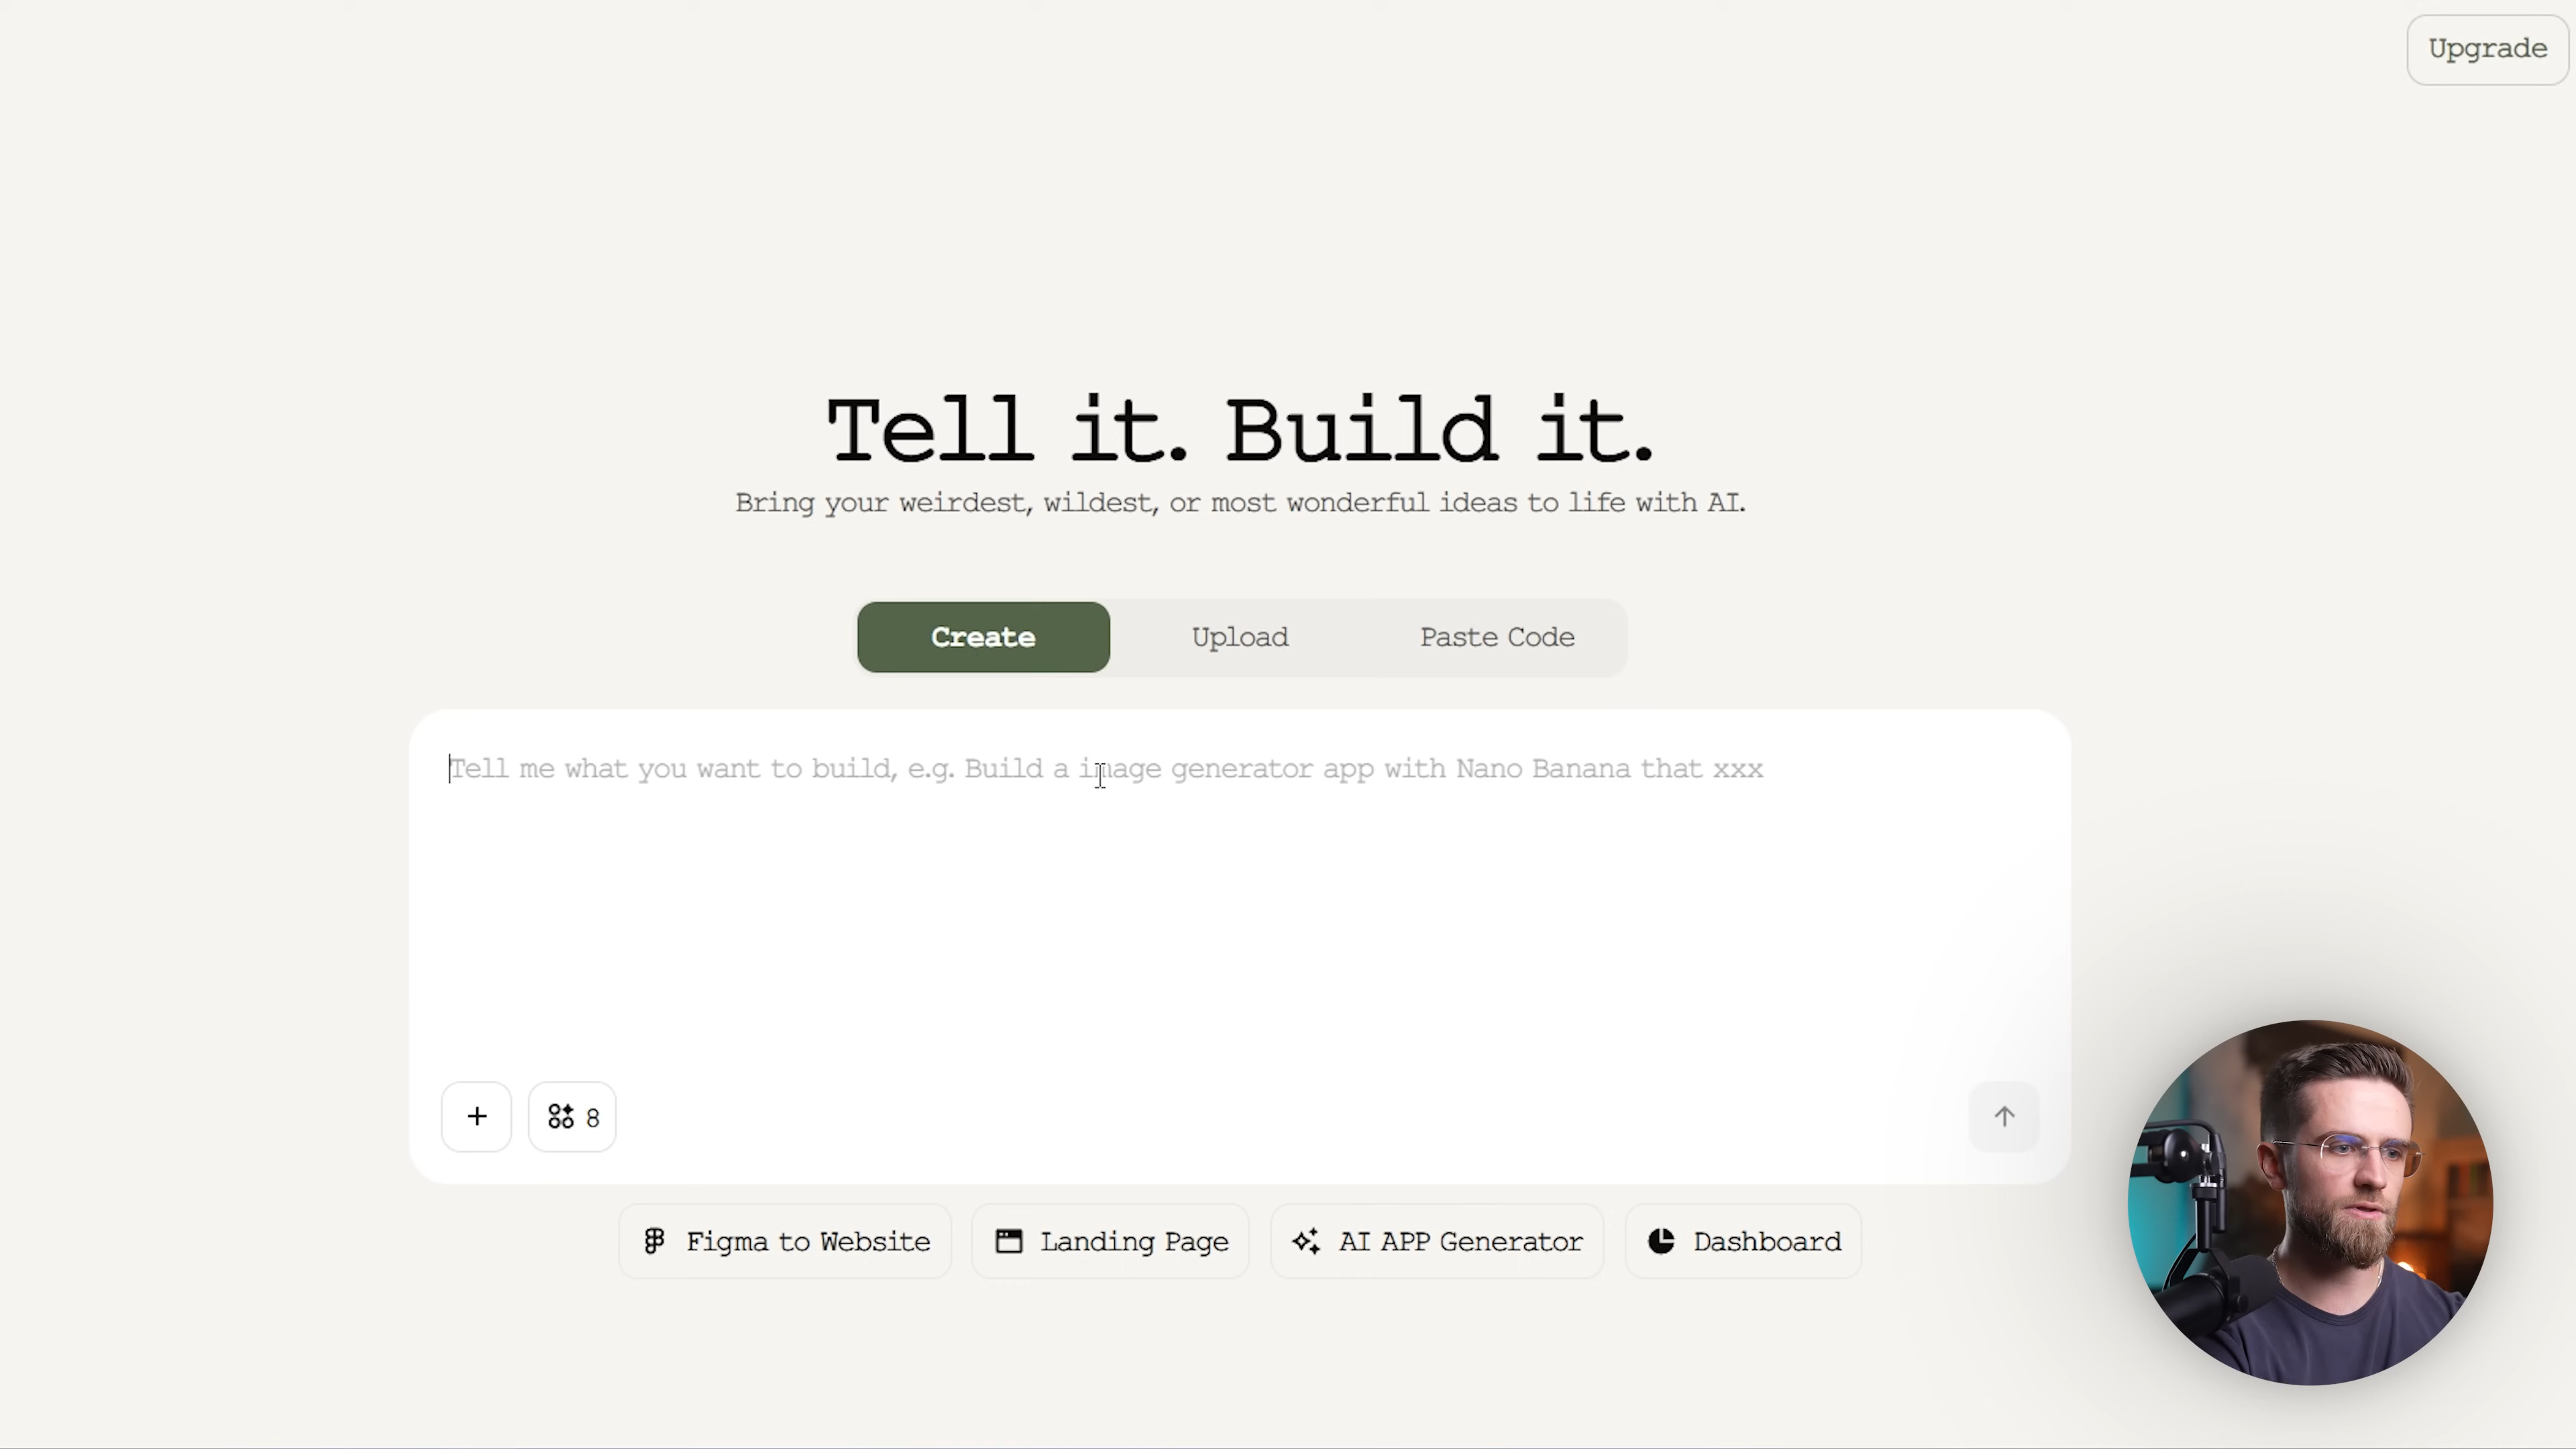 Upgrade
Tell it. Build it.
Bring your weirdest, wildest, or most wonderful ideas to life with AI.
Create Upload Paste Code
Tell me what you want to build, e.g. Build a image generator app with Nano Banana that xxx
8
Figma to Website Landing Page AI APP Generator Dashboard